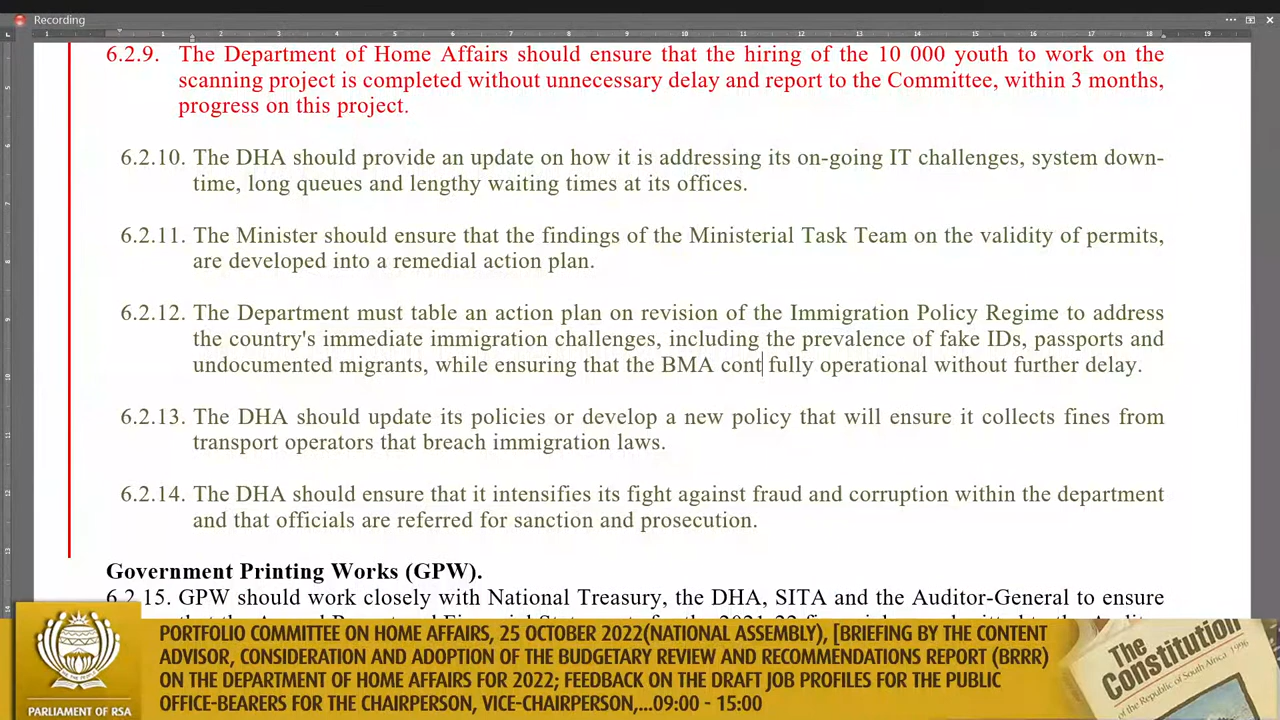 Recording
6.2.9. The Department of Home Affairs should ensure that the hiring of the 10 000 youth to work on the
scanning project is completed without unnecessary delay and report to the Committee, within 3 months,
progress on this project.
6.2.10. The DHA should provide an update on how it is addressing its on-going IT challenges, system down-
time, long queues and lengthy waiting times at its offices.
6.2.11. The Minister should ensure that the findings of the Ministerial Task Team on the validity of permits,
are developed into a remedial action plan.
6.2.12. The Department must table an action plan on revision of the Immigration Policy Regime to address
the country's immediate immigration challenges, including the prevalence of fake IDs, passports and
undocumented migrants, while ensuring that the BMA cont fully operational without further delay.
6.2.13. The DHA should update its policies or develop a new policy that will ensure it collects fines from
transport operators that breach immigration laws.
6.2.14. The DHA should ensure that it intensifies its fight against fraud and corruption within the department
and that officials are referred for sanction and prosecution.
Government Printing Works (GPW).
6.2.15. GPW should work closely with National Treasury, the DHA, SITA and the Auditor-General to ensure
PORTFOLIO COMMITTEE ON HOME AFFAIRS, 25 OCTOBER 2022(NATIONAL ASSEMBLY), [BRIEFING BY THE CONTENT
ADVISOR, CONSIDERATION AND ADOPTION OF THE BUDGETARY REVIEW AND RECOMMENDATIONS REPORT (BRRR)
ON THE DEPARTMENT OF HOME AFFAIRS FOR 2022; FEEDBACK ON THE DRAFT JOB PROFILES FOR THE PUBLIC
OFFICE-BEARERS FOR THE CHAIRPERSON, VICE-CHAIRPERSON,...09:00 - 15:00
PARLIAMENT OF RSA
The
Constitution
of the Republic of South Africa, 1996